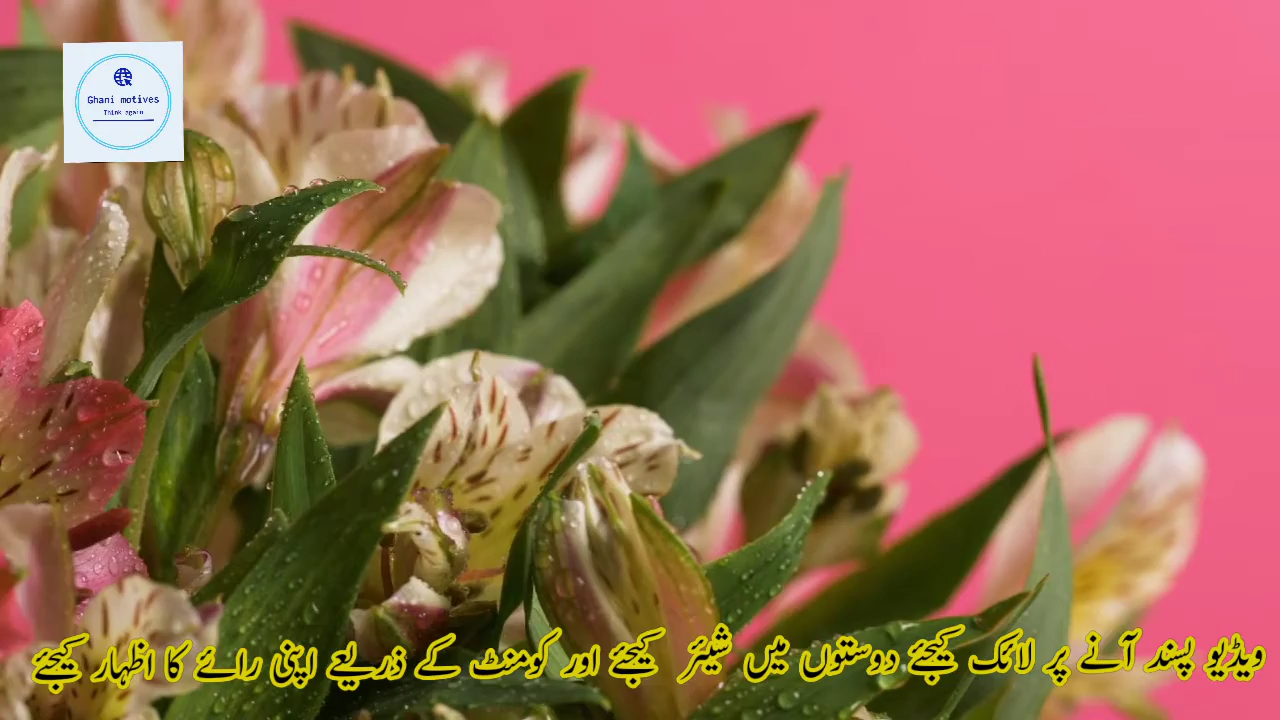 Ghani motives
Think again
ویڈیو پسند آنے پر لائک کیجئے دوستوں میں شیئر کیجئے اور کومنٹ کے ذریعے اپنی رائے کا اظہار کیجئے